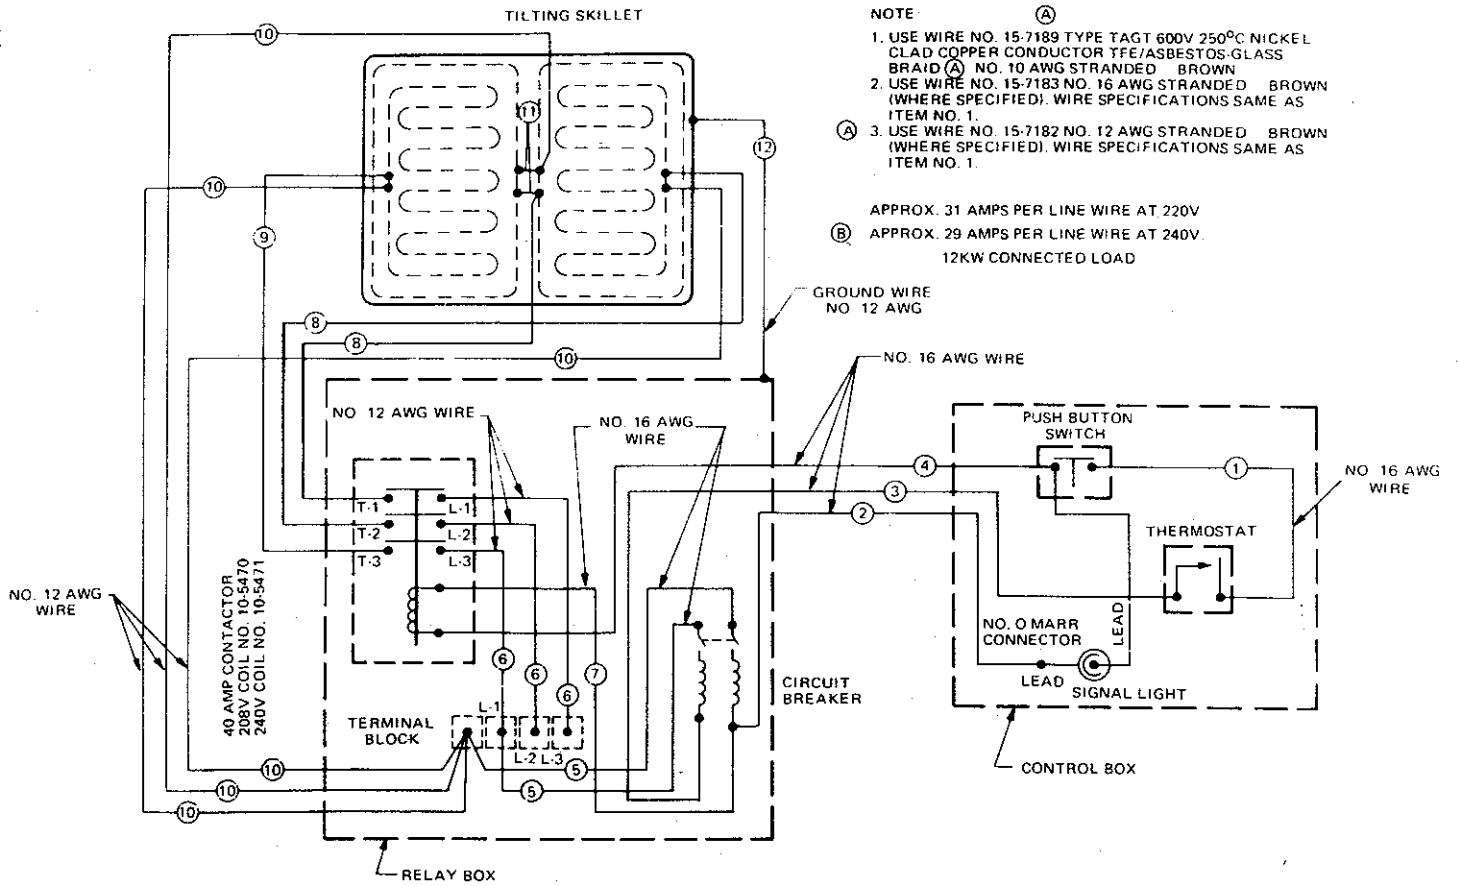 TILTING SKILLET
NOTE A
1. USE WIRE NO. 15-7189 TYPE TAGT 600V 250°C NICKEL
CLAD COPPER CONDUCTOR TFE/ASBESTOS-GLASS
BRAID A NO. 10 AWG STRANDED BROWN
2. USE WIRE NO. 15-7183 NO. 16 AWG STRANDED BROWN
(WHERE SPECIFIED). WIRE SPECIFICATIONS SAME AS
ITEM NO. 1.
A 3. USE WIRE NO. 15-7182 NO. 12 AWG STRANDED BROWN
(WHERE SPECIFIED). WIRE SPECIFICATIONS SAME AS
ITEM NO. 1.
APPROX. 31 AMPS PER LINE WIRE AT 220V
B APPROX. 29 AMPS PER LINE WIRE AT 240V.
12KW CONNECTED LOAD
10
11
12
10
9
8
8
10
GROUND WIRE
NO 12 AWG
NO. 16 AWG WIRE
NO 12 AWG WIRE
NO. 16 AWG
WIRE
PUSH BUTTON
SWITCH
4
1
3
2
NO 16 AWG
WIRE
THERMOSTAT
T-1 L-1
T-2 L-2
T-3 L-3
NO. 12 AWG
WIRE
40 AMP CONTACTOR
208V COIL NO. 10-5470
240V COIL NO. 10-5471
NO. O MARR
CONNECTOR
LEAD
LEAD
SIGNAL LIGHT
6
6
7
6
CIRCUIT
BREAKER
TERMINAL
BLOCK
L-1
L-2 L-3
10
5
10
5
10
CONTROL BOX
RELAY BOX